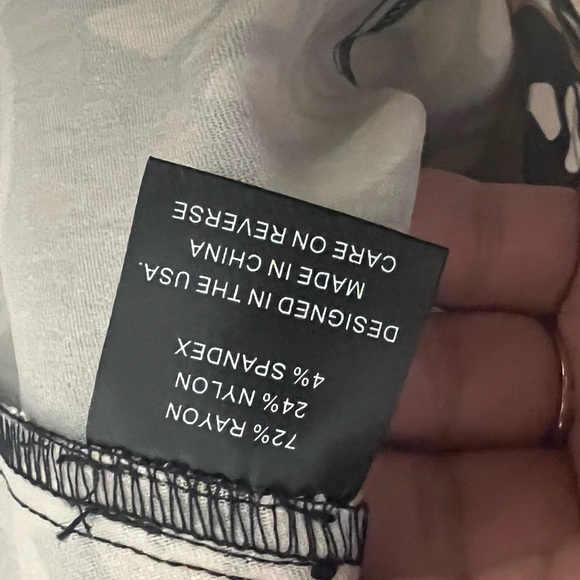 72% RAYON
24% NYLON
4% SPANDEX
DESIGNED IN THE USA.
MADE IN CHINA
CARE ON REVERSE